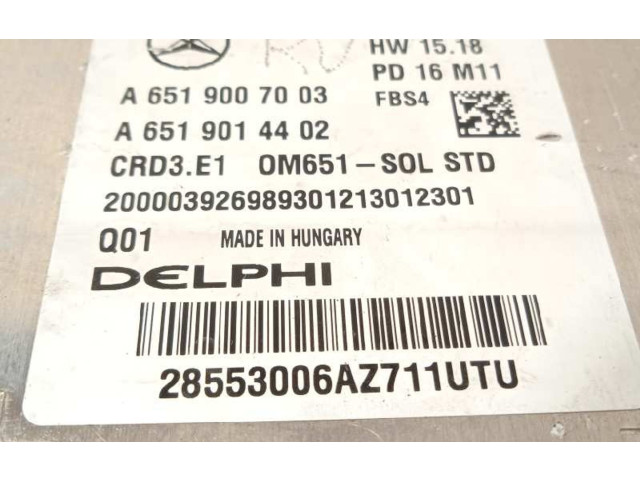 HW 15.18
PD 16 M11
A 651 900 70 03
FBS4
A 651 901 44 02
CRD3.E1 OM651-SOL STD
200003926989301213012301
Q01 MADE IN HUNGARY
DELPHI
28553006AZ711UTU